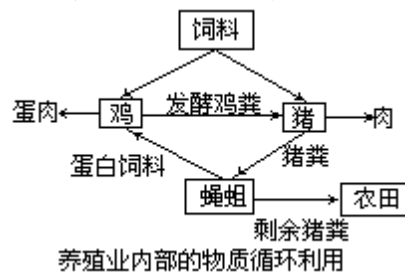 饲料
蛋肉 鸡 发酵鸡粪 猪 肉
蛋白饲料 猪粪
蝇蛆 农田
剩余猪粪
养殖业内部的物质循环利用